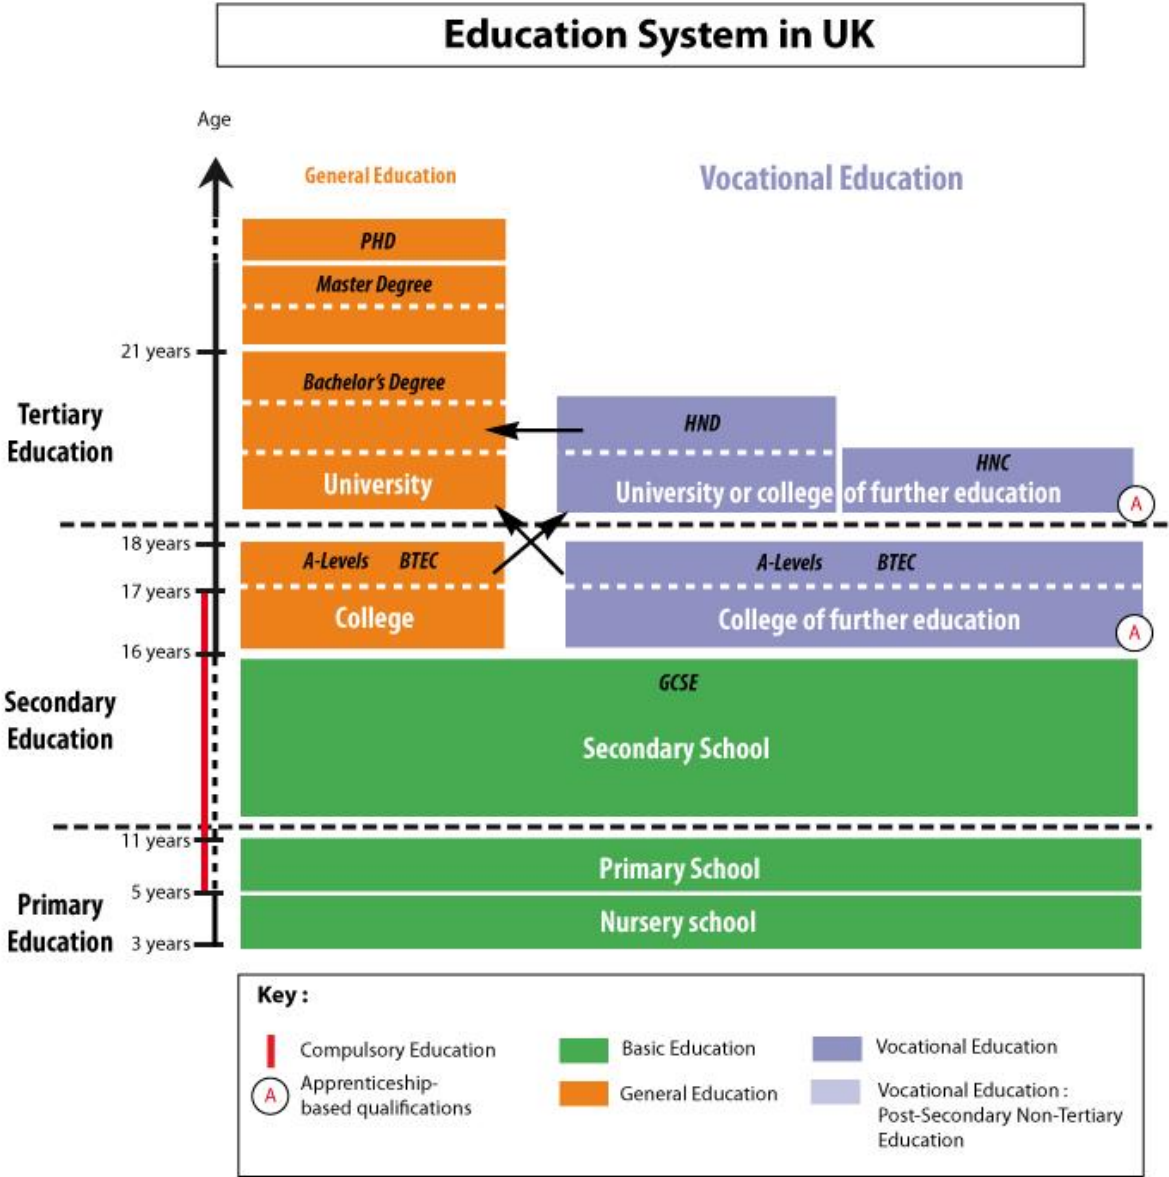 Education System in UK
Age
General Education
Vocational Education
PHD
Master Degree
21 years
Bachelor's Degree
Tertiary
Education
HND
HNC
University
University or college of further education
A
18 years
A-Levels BTEC
A-Levels BTEC
17 years
College
College of further education
A
16 years
GCSE
Secondary
Education
Secondary School
11 years
Primary School
5 years
Primary
Education
Nursery school
3 years
Key :
Compulsory Education
Basic Education
Vocational Education
A
Apprenticeship-
based qualifications
General Education
Vocational Education :
Post-Secondary Non-Tertiary
Education